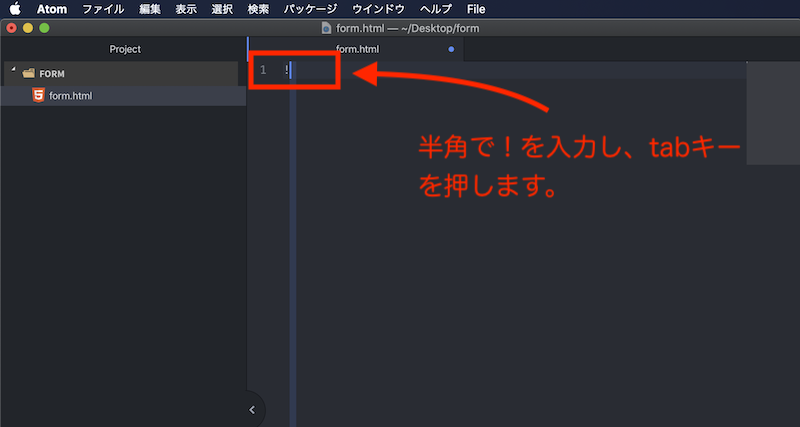 Atom ファイル 編集 表示 選択 検索 パッケージ ウインドウ ヘルプ File
form.html — ~/Desktop/form
Project
form.html
FORM
1 !
form.html
半角で！を入力し、tabキー
を押します。